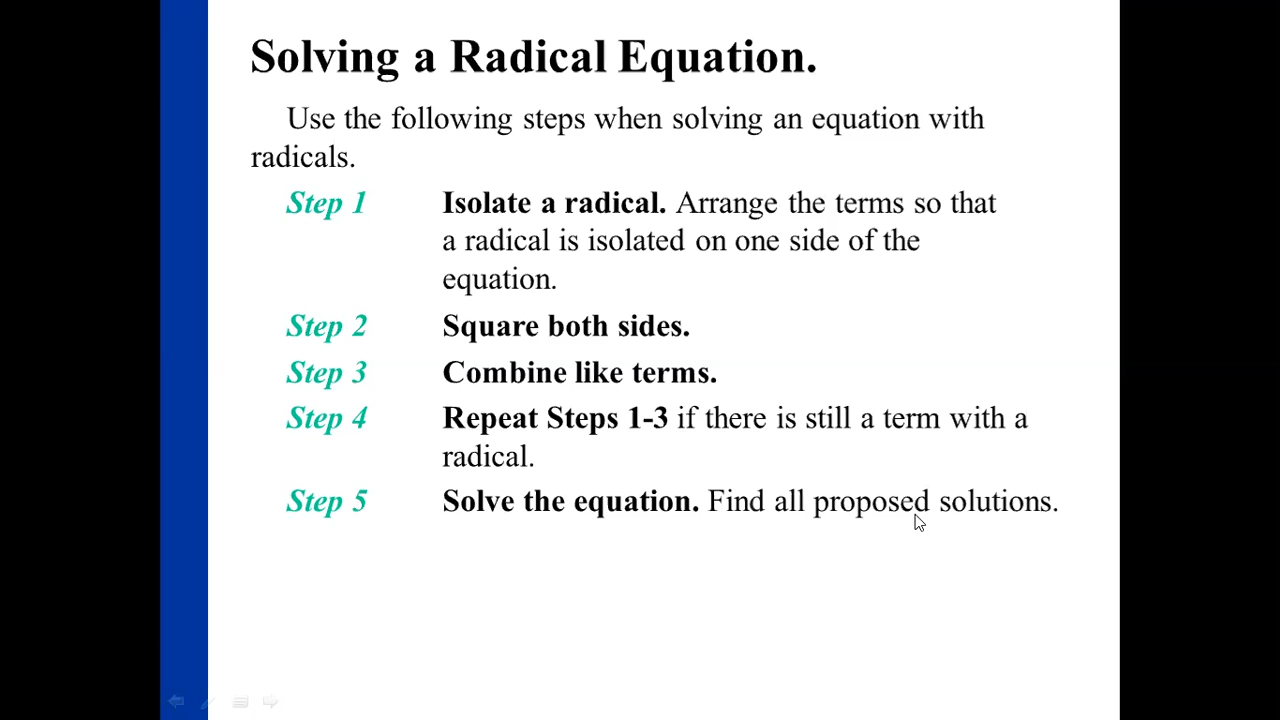 Solving a Radical Equation.
Use the following steps when solving an equation with
radicals.
Step 1 Isolate a radical. Arrange the terms so that
a radical is isolated on one side of the
equation.
Step 2 Square both sides.
Step 3 Combine like terms.
Step 4 Repeat Steps 1-3 if there is still a term with a
radical.
Step 5 Solve the equation. Find all proposed solutions.